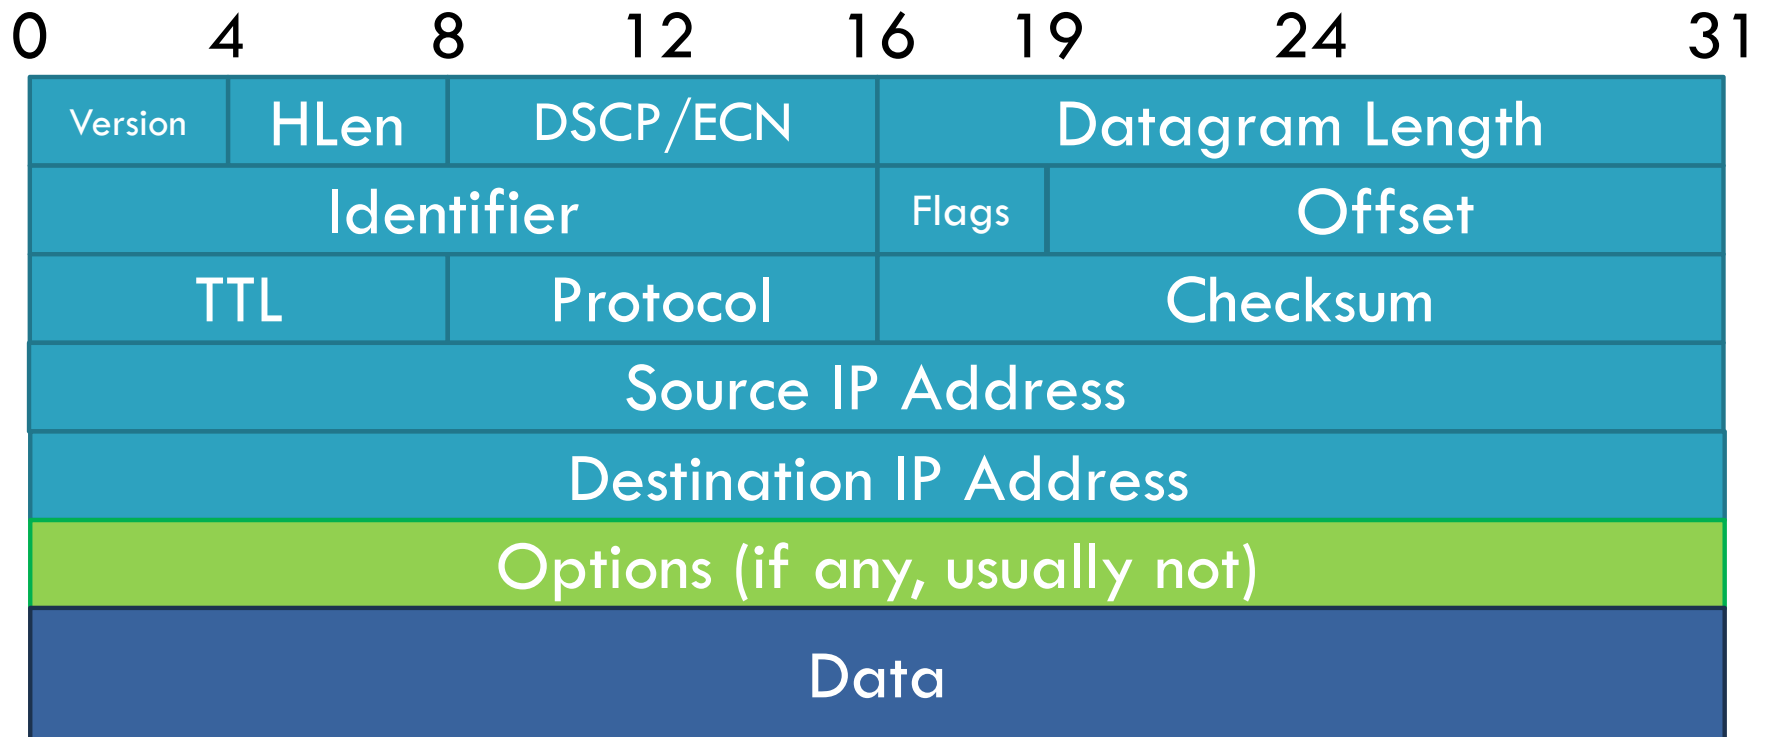 0 4 8 12 16 19 24 31
Version HLen DSCP/ECN Datagram Length
Identifier Flags Offset
TTL Protocol Checksum
Source IP Address
Destination IP Address
Options (if any, usually not)
Data